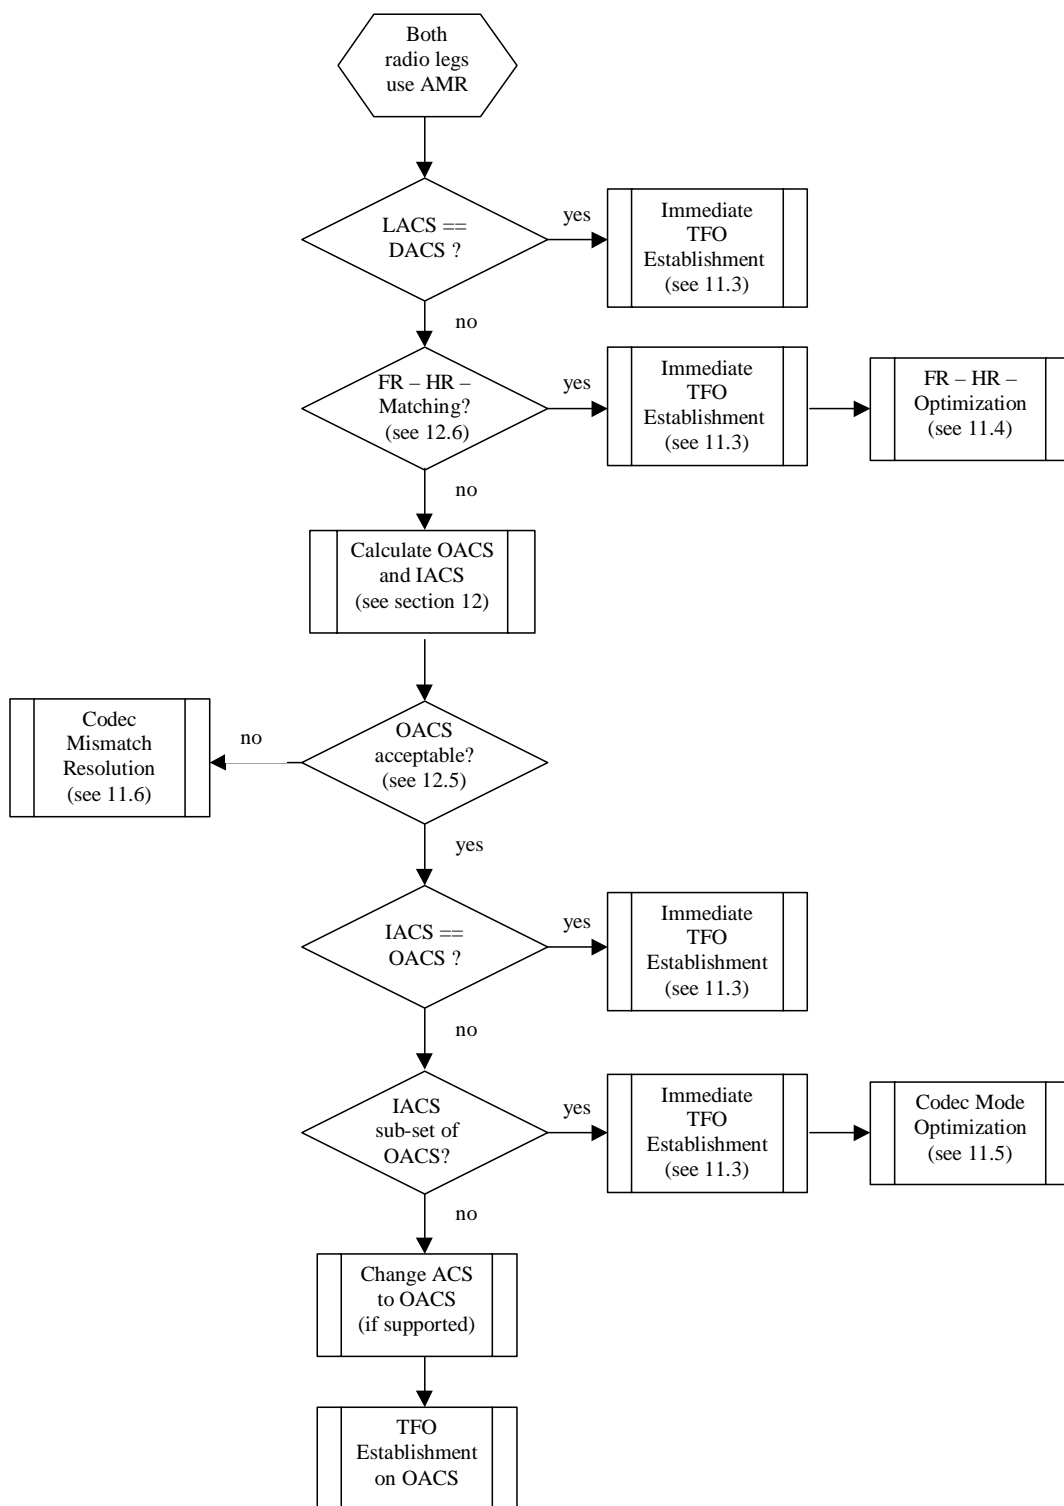 Both
radio legs
use AMR
LACS ==
DACS ?
yes
Immediate
TFO
Establishment
(see 11.3)
no
FR – HR –
Matching?
(see 12.6)
yes
Immediate
TFO
Establishment
(see 11.3)
FR – HR –
Optimization
(see 11.4)
no
Calculate OACS
and IACS
(see section 12)
OACS
acceptable?
(see 12.5)
no
Codec
Mismatch
Resolution
(see 11.6)
yes
IACS ==
OACS ?
yes
Immediate
TFO
Establishment
(see 11.3)
no
IACS
sub-set of
OACS?
yes
Immediate
TFO
Establishment
(see 11.3)
Codec Mode
Optimization
(see 11.5)
no
Change ACS
to OACS
(if supported)
TFO
Establishment
on OACS